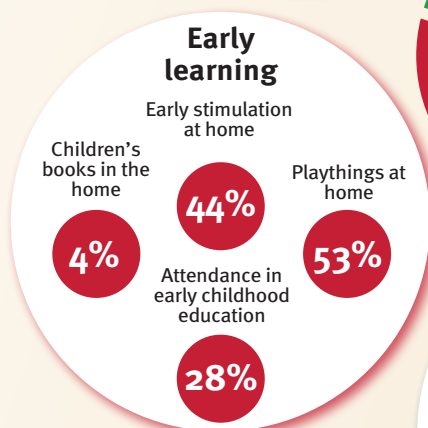 Early
learning
Early stimulation
at home
44%
Children’s
books in the
home
4%
Playthings at
home
53%
Attendance in
early childhood
education
28%